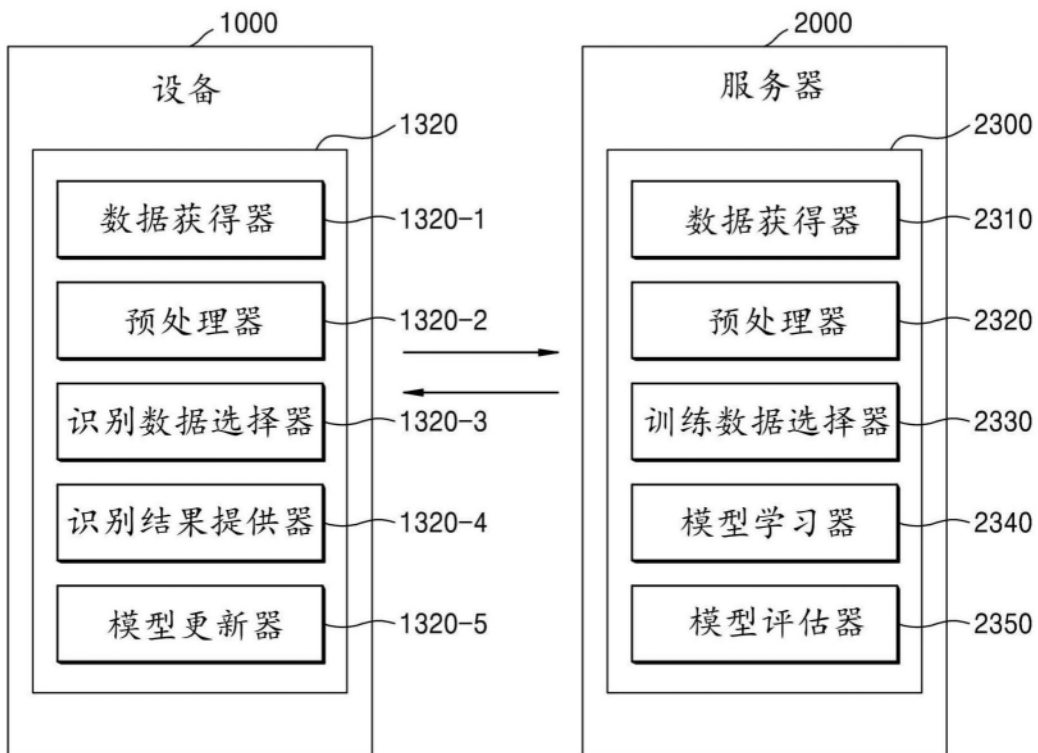 1000
设备
1320
数据获得器
1320-1
预处理器
1320-2
识别数据选择器
1320-3
识别结果提供器
1320-4
模型更新器
1320-5
2000
服务器
2300
数据获得器
2310
预处理器
2320
训练数据选择器
2330
模型学习器
2340
模型评估器
2350